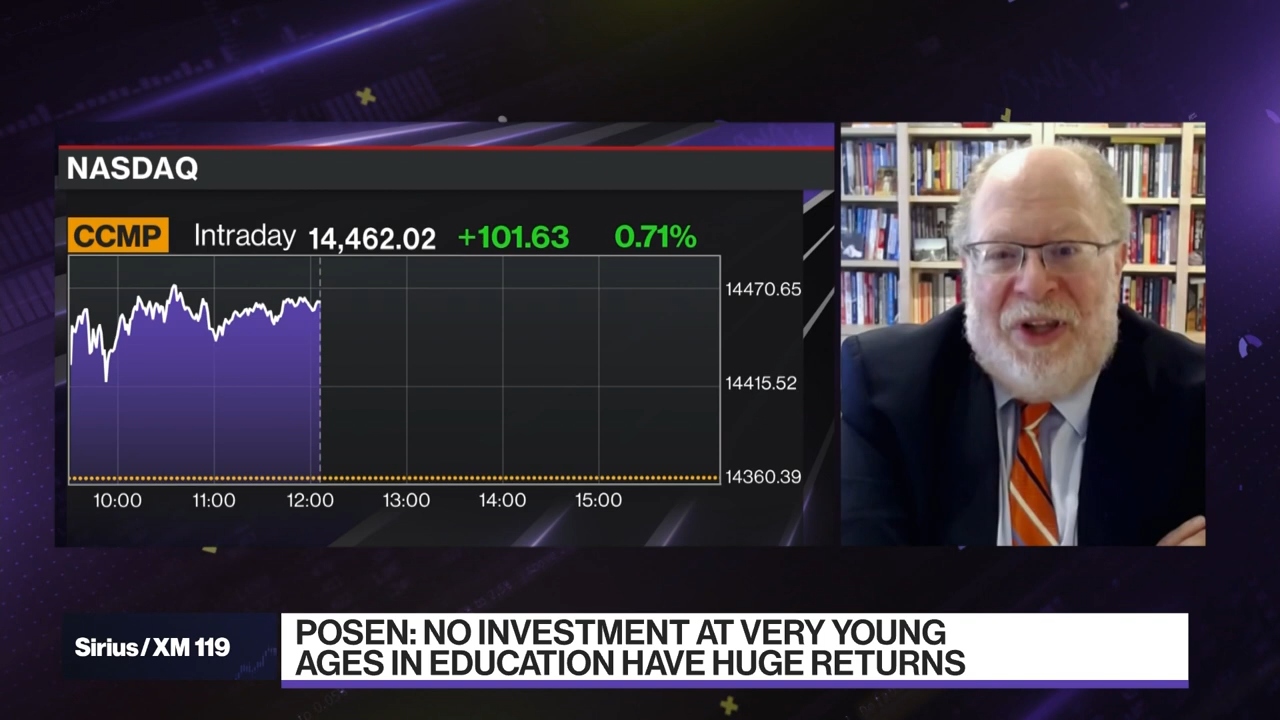 NASDAQ
CCMP Intraday 14,462.02 +101.63 0.71%
14470.65
14415.52
14360.39
10:00 11:00 12:00 13:00 14:00 15:00
Sirius/XM 119
POSEN: NO INVESTMENT AT VERY YOUNG
AGES IN EDUCATION HAVE HUGE RETURNS